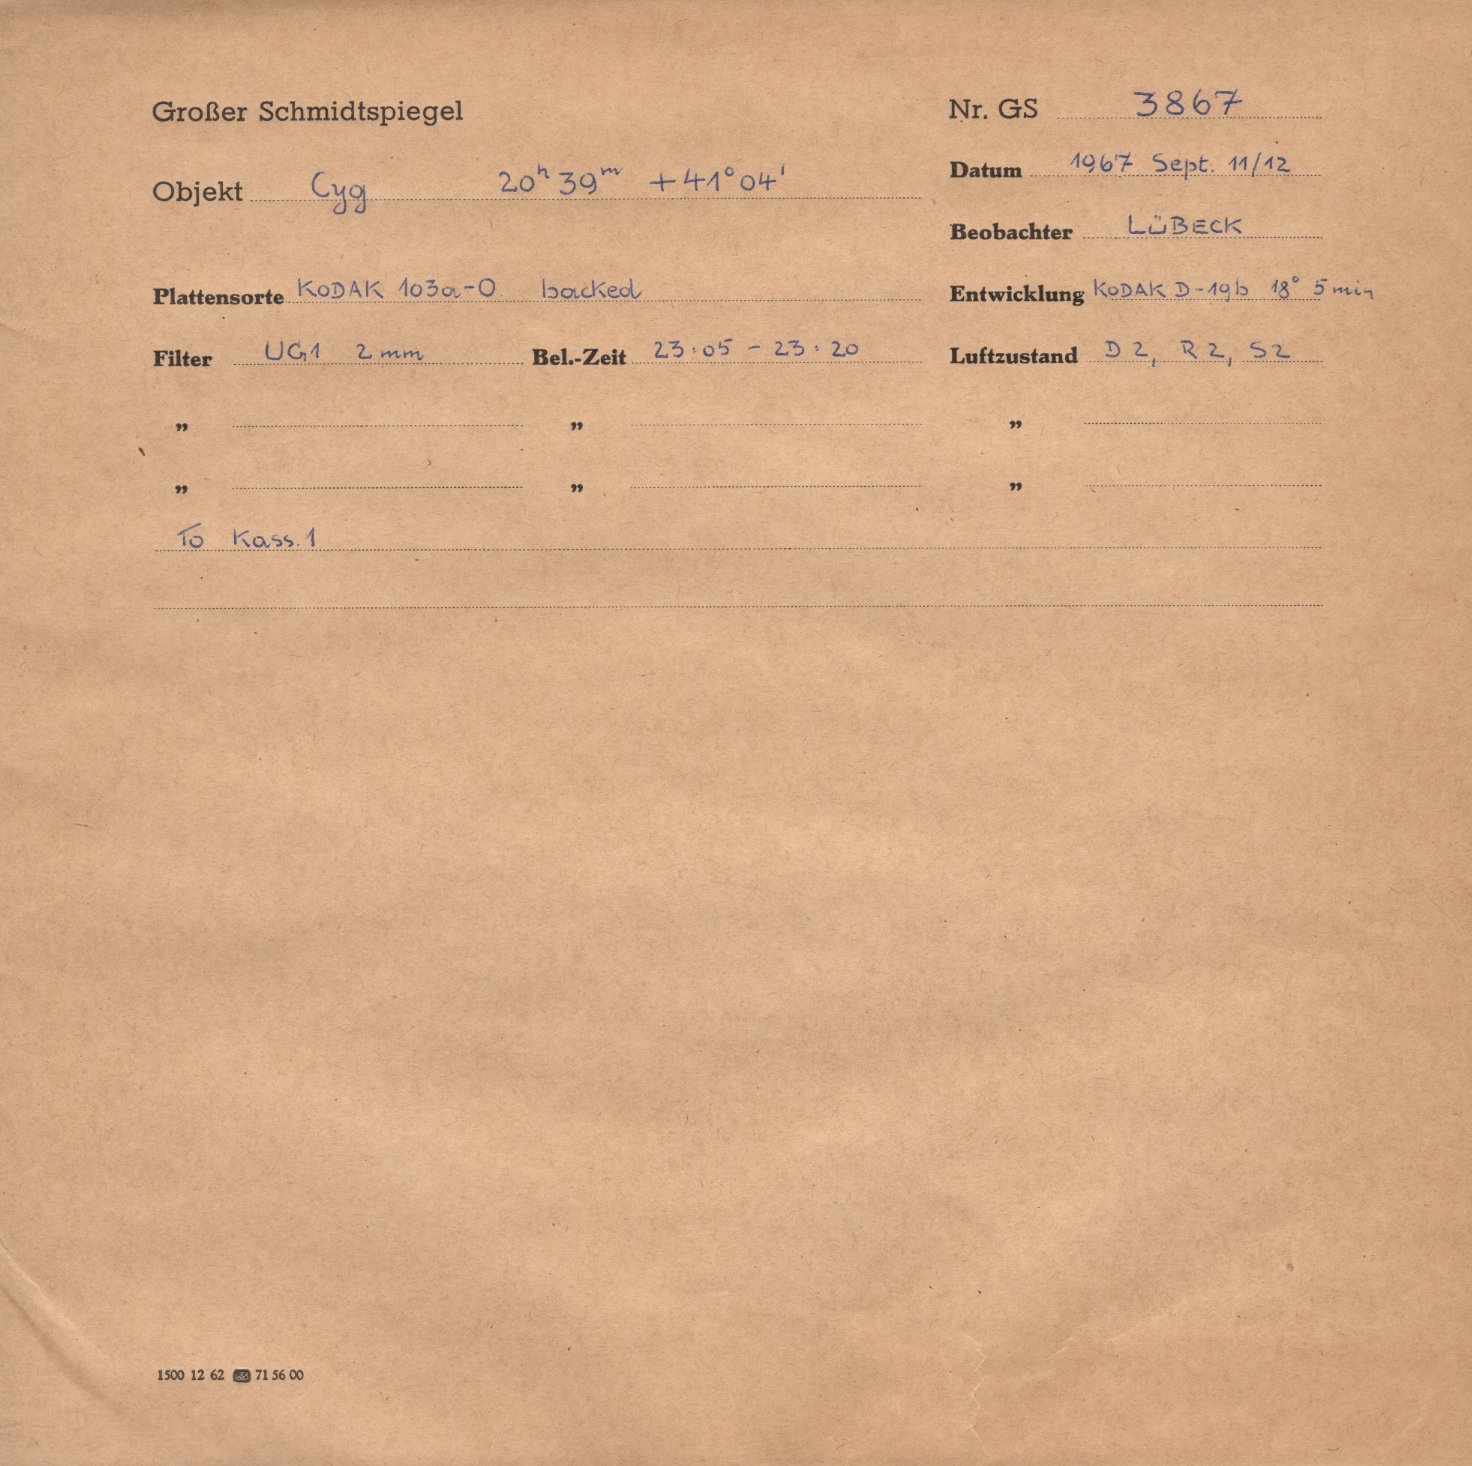 Großer Schmidtspiegel Nr. GS 3867
Datum 1967 Sept. 11/12
Objekt Cyg 20ʰ 39ᵐ +41° 04'
Beobachter LÜBECK
Plattensorte KODAK 103a-O backed Entwicklung KODAK D-19b 18° 5 min
Filter UG1 2 mm Bel.-Zeit 23:05 - 23:20 Luftzustand D 2, R 2, S 2
„ „ „
„ „ „
To Kass. 1
1500 12 62 71 56 00